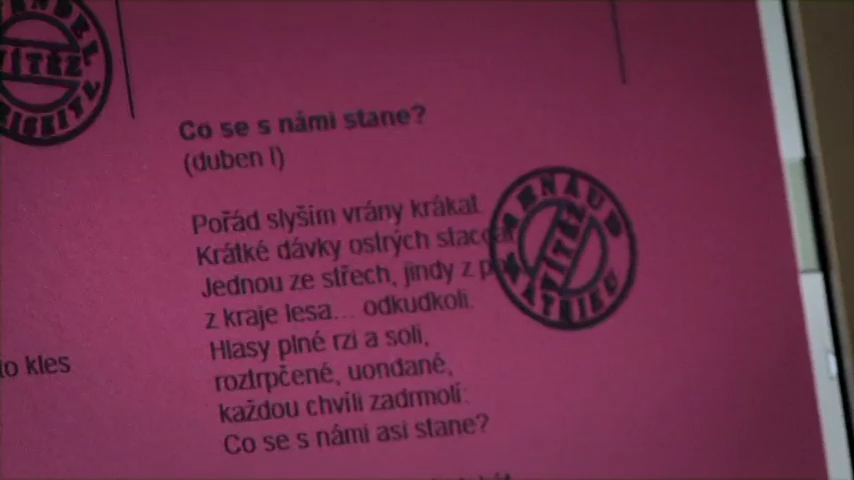 VÍTĚZ
Co se s námi stane?
(duben I)
Pořád slyším vrány krákat.
Krátké dávky ostrých
Jednou ze střech, jindy z
z kraje lesa... odkudkoli.
Hlasy plné rzi a soli,
roztrpčené, uondané,
každou chvíli zadrmolí:
Co se s námi asi stane?
kles
VÍTĚZ